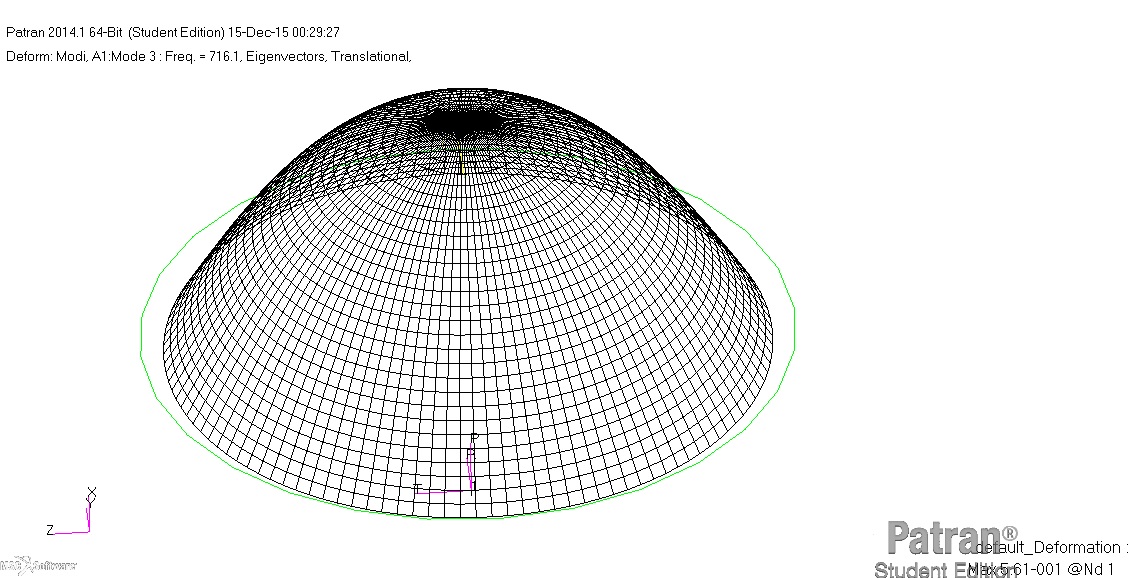 Patran 2014.1 64-Bit (Student Edition) 15-Dec-15 00:29:27
Deform: Modi, A1:Mode 3 : Freq. = 716.1, Eigenvectors, Translational,
P
R
T
Z
Patran®
default_Deformation :
Student Edition
Max 5.61-001 @Nd 1